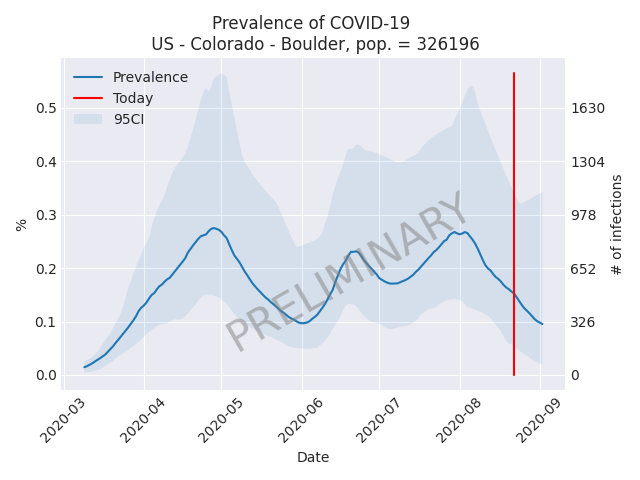 Prevalence of COVID-19
US - Colorado - Boulder, pop. = 326196
Prevalence
Today
95CI
PRELIMINARY
%
0.5
0.4
0.3
0.2
0.1
0.0
1630
1304
978
652
326
0
# of infections
2020-03
2020-04
2020-05
2020-06
2020-07
2020-08
2020-09
Date